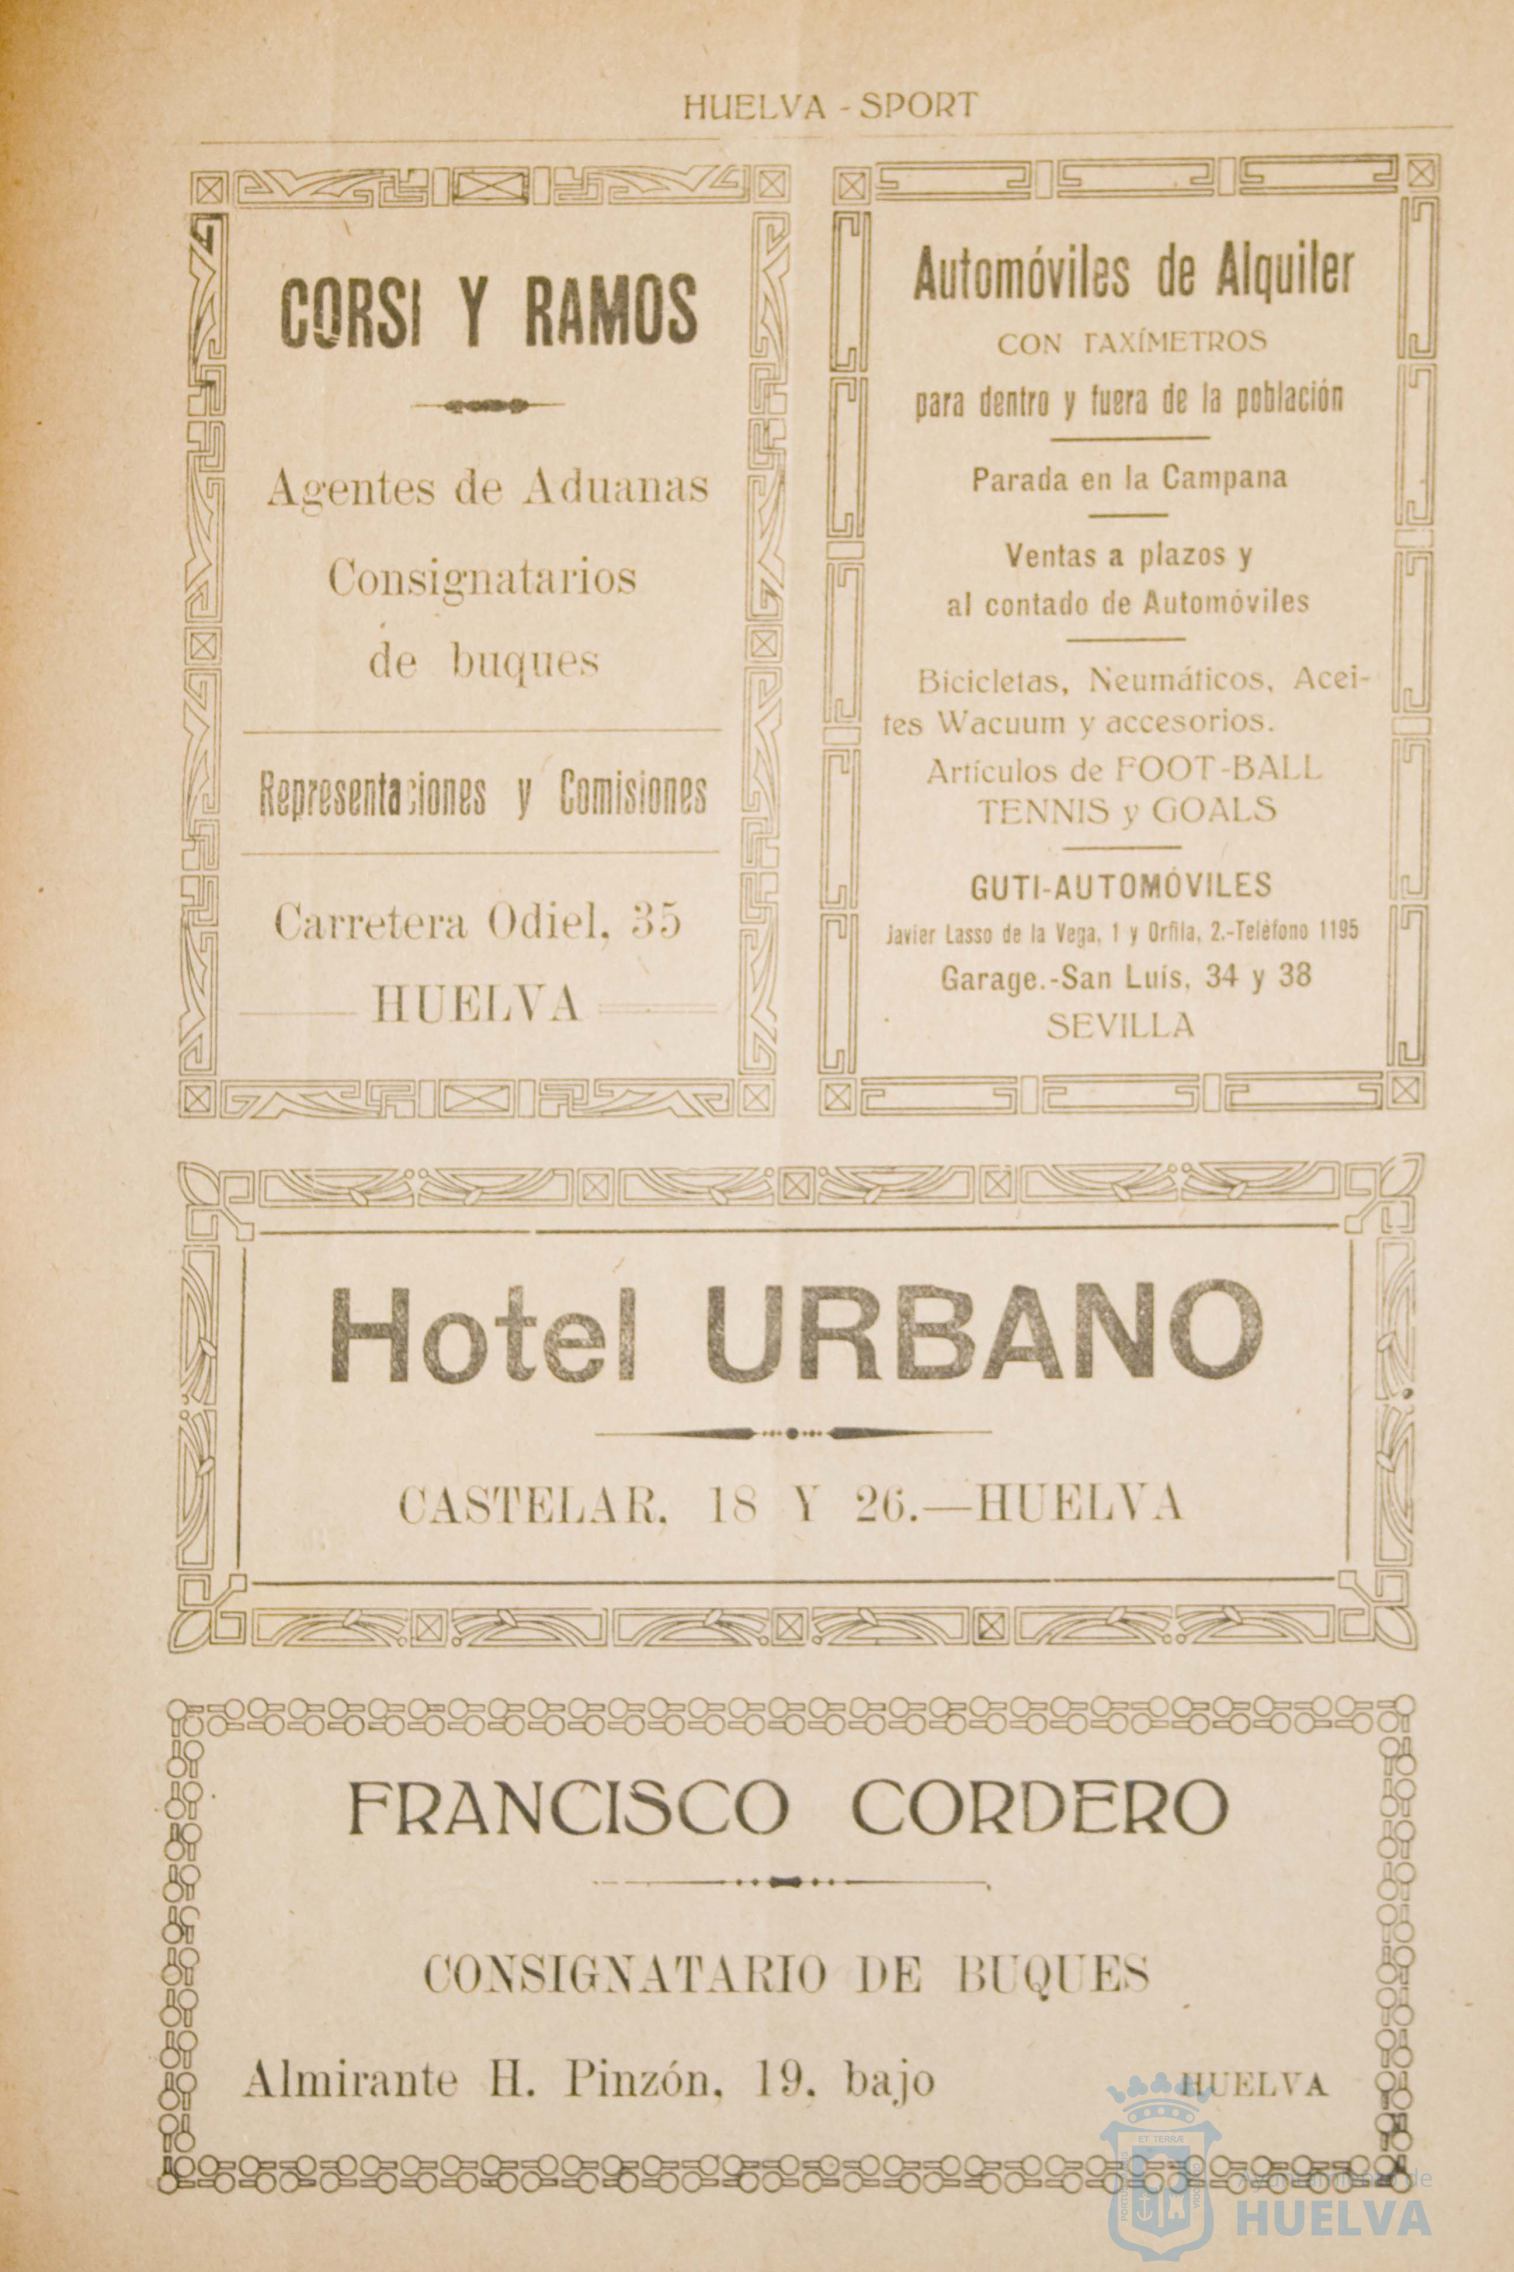 HUELVA - SPORT
CORSI Y RAMOS
Agentes de Aduanas
Consignatarios
de buques
Representaciones y Comisiones
Carretera Odiel, 35
HUELVA
Automóviles de Alquiler
CON TAXÍMETROS
para dentro y fuera de la población
Parada en la Campana
Ventas a plazos y
al contado de Automóviles
Bicicletas, Neumáticos, Acei-
tes Wacuum y accesorios.
Artículos de FOOT-BALL
TENNIS y GOALS
GUTI-AUTOMÓVILES
Javier Lasso de la Vega, 1 y Orfila, 2.-Teléfono 1195
Garage.-San Luís, 34 y 38
SEVILLA
Hotel URBANO
CASTELAR, 18 Y 26.—HUELVA
FRANCISCO CORDERO
CONSIGNATARIO DE BUQUES
Almirante H. Pinzón, 19, bajo HUELVA
ET TERRÆ
Ayuntamiento de
HUELVA